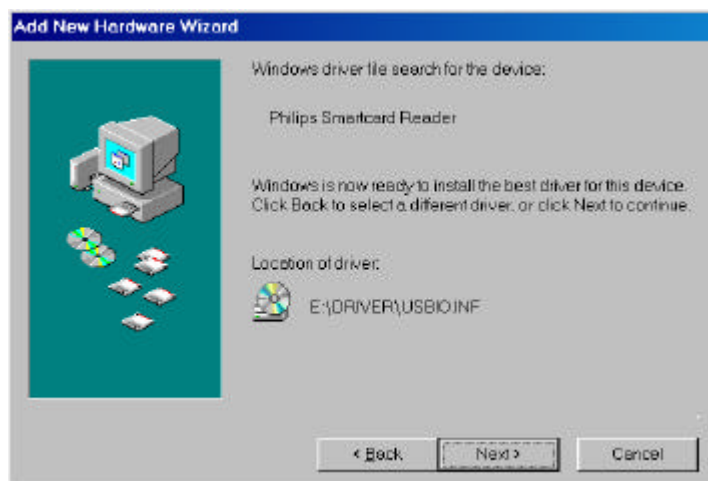 Add New Hardware Wizard
Windows driver file search for the device:
Philips Smartcard Reader
Windows is now ready to install the best driver for this device.
Click Back to select a different driver, or click Next to continue.
Location of driver:
E:\DRIVER\USBIO.INF
< Back
Next >
Cancel